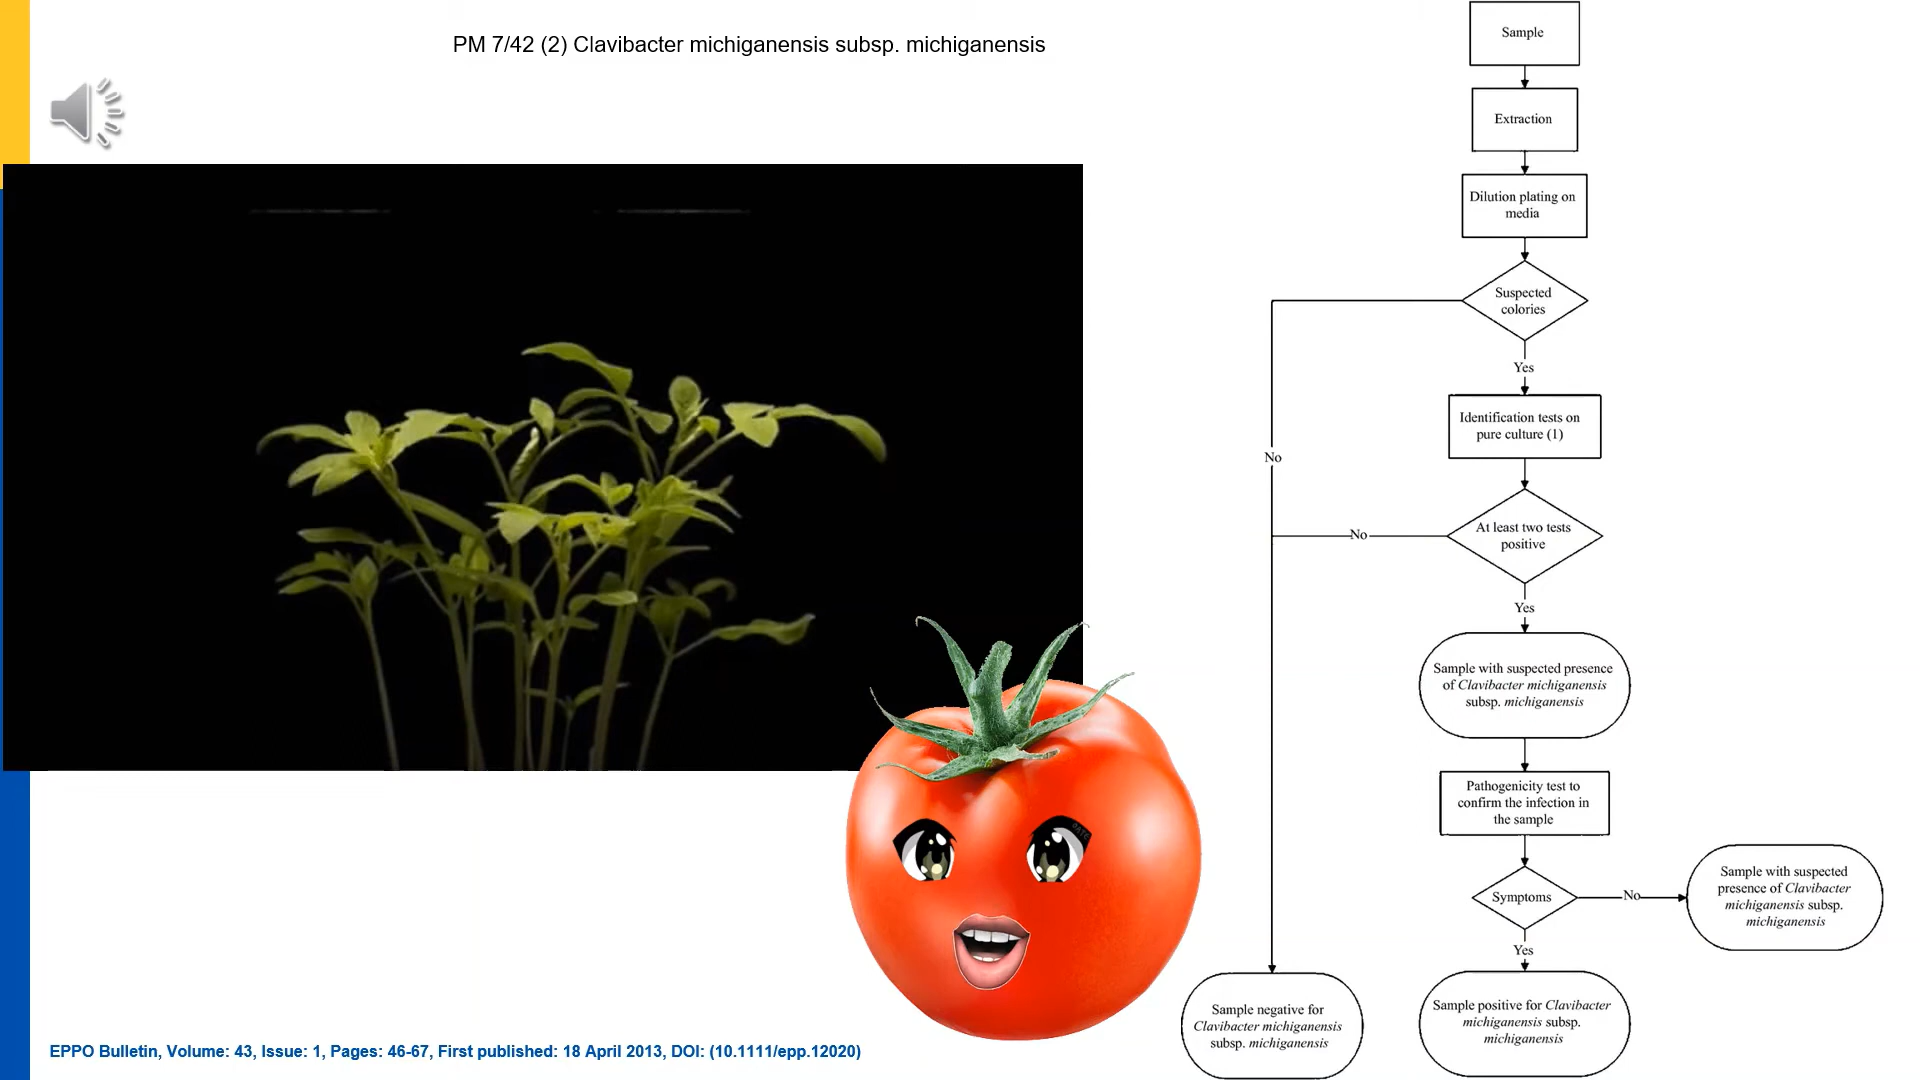 PM 7/42 (2) Clavibacter michiganensis subsp. michiganensis
Sample
Extraction
Dilution plating on
media
Suspected
colories
Yes
No
Identification tests on
pure culture (1)
At least two tests
positive
No
Yes
Sample with suspected presence
of Clavibacter michiganensis
subsp. michiganensis
Pathogenicity test to
confirm the infection in
the sample
Symptoms
No
Sample with suspected
presence of Clavibacter
michiganensis subsp.
michiganensis
Yes
Sample negative for
Clavibacter michiganensis
subsp. michiganensis
Sample positive for Clavibacter
michiganensis subsp.
michiganensis
EPPO Bulletin, Volume: 43, Issue: 1, Pages: 46-67, First published: 18 April 2013, DOI: (10.1111/epp.12020)